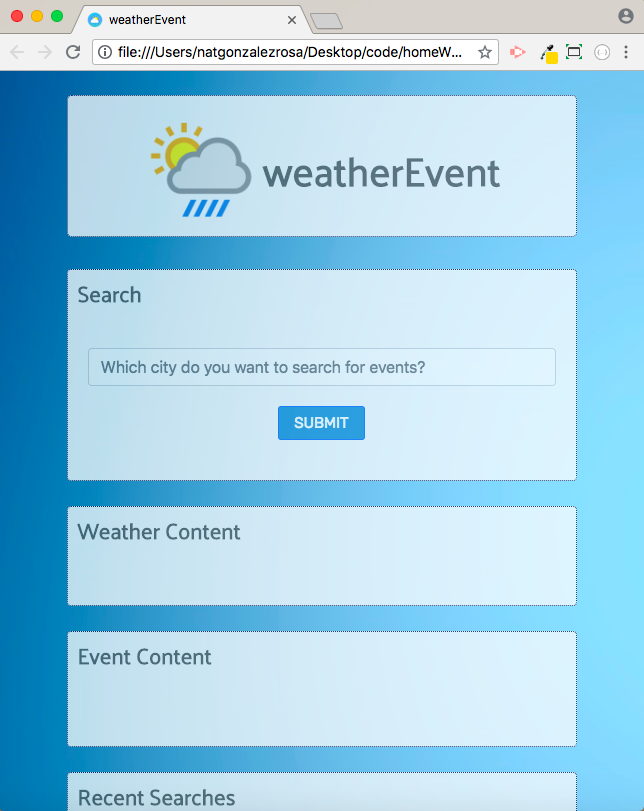 weatherEvent
file:///Users/natgonzalezrosa/Desktop/code/homeW...
weatherEvent
Search
Which city do you want to search for events?
SUBMIT
Weather Content
Event Content
Recent Searches